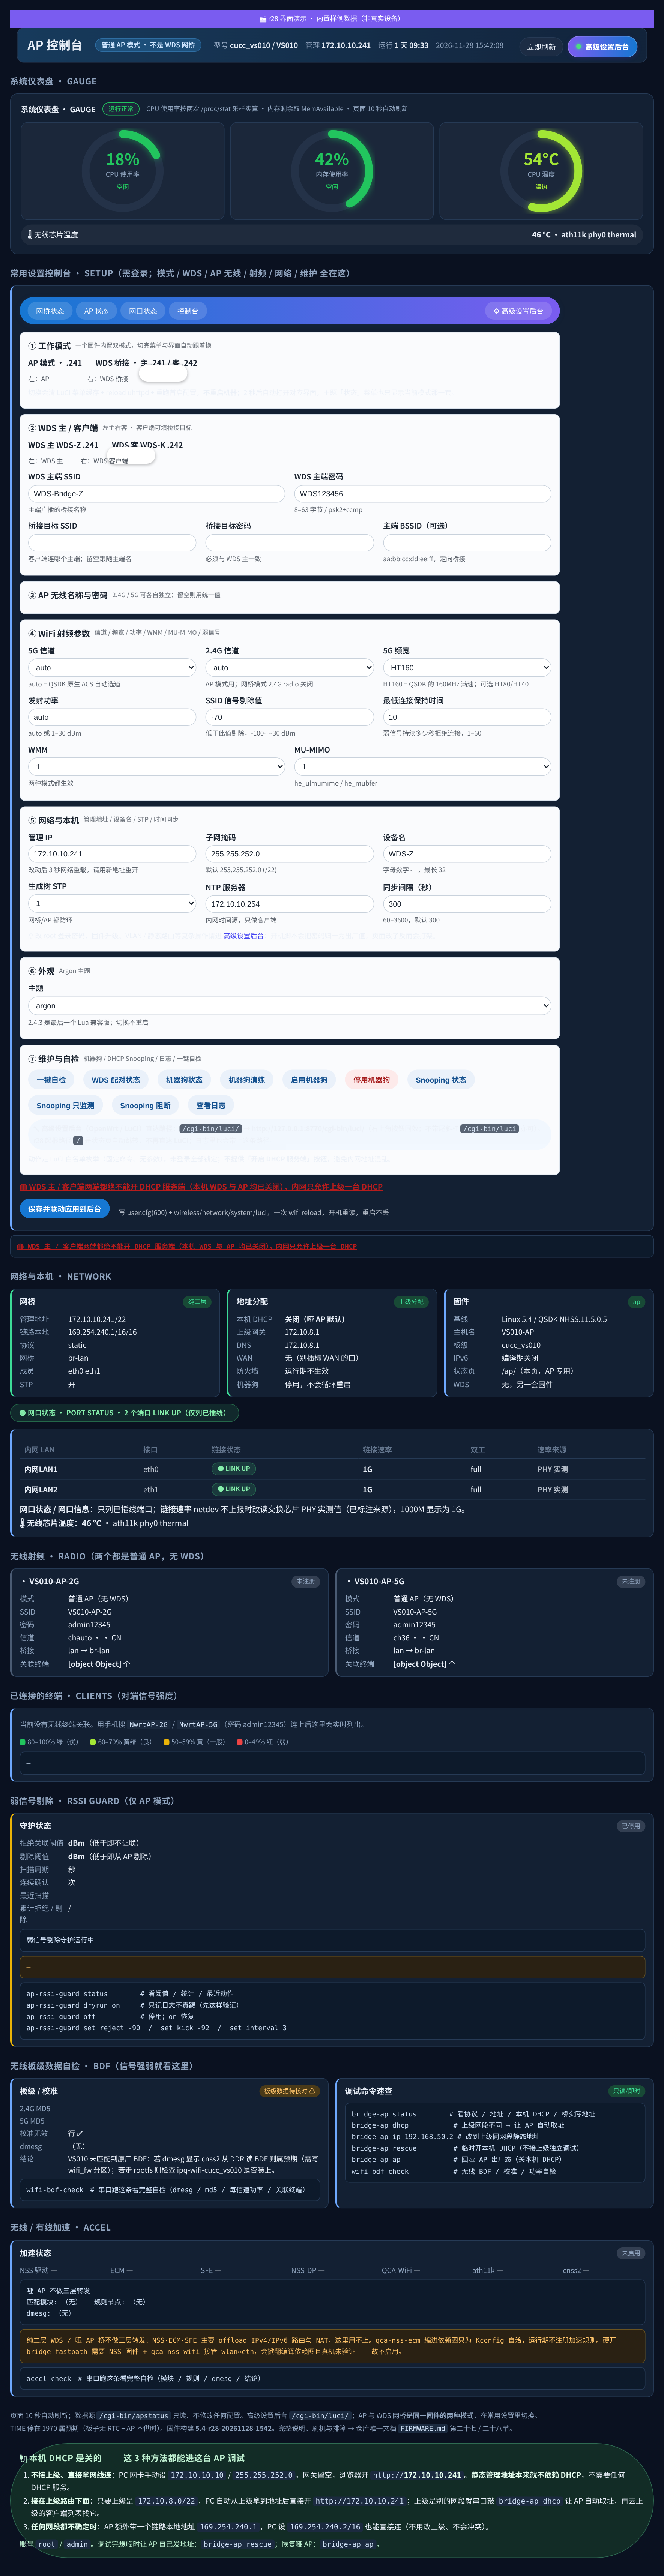 🎬 r28 界面演示 · 内置样例数据（非真实设备）
AP 控制台 普通 AP 模式 · 不是 WDS 网桥 型号 cucc_vs010 / VS010 管理 172.10.10.241 运行 1 天 09:33 2026-11-28 15:42:08 立即刷新 高级设置后台
系统仪表盘 · GAUGE
系统仪表盘 · GAUGE 运行正常 CPU 使用率按两次 /proc/stat 采样实算 · 内存剩余取 MemAvailable · 页面 10 秒自动刷新
18% 42% 54°C
CPU 使用率 内存使用率 CPU 温度
空闲 空闲 温热
🌡 无线芯片温度 46 °C · ath11k phy0 thermal
常用设置控制台 · SETUP（需登录；模式 / WDS / AP 无线 / 射频 / 网络 / 维护 全在这）
网桥状态 AP 状态 网口状态 控制台 ⚙ 高级设置后台
① 工作模式 一个固件内置双模式，切完菜单与界面自动跟着换
AP 模式 · .241 WDS 桥接 · 主 .241 / 客 .242
左：AP 右：WDS 桥接
② WDS 主 / 客户端 左主右客 · 客户端可填桥接目标
WDS 主 WDS-Z .241 WDS 客 WDS-K .242
左：WDS 主 右：WDS 客户端
WDS 主端 SSID WDS 主端密码
WDS-Bridge-Z WDS123456
主端广播的桥接名称 8–63 字节 / psk2+ccmp
桥接目标 SSID 桥接目标密码 主端 BSSID（可选）
客户端连哪个主端；留空跟随主端名 必须与 WDS 主一致 aa:bb:cc:dd:ee:ff，定向桥接
③ AP 无线名称与密码 2.4G / 5G 可各自独立；留空则用统一值
④ WiFi 射频参数 信道 / 频宽 / 功率 / WMM / MU-MIMO / 弱信号
5G 信道 2.4G 信道 5G 频宽
auto auto HT160
auto = QSDK 原生 ACS 自动选道 AP 模式用；网桥模式 2.4G radio 关闭 HT160 = QSDK 的 160MHz 满速；可选 HT80/HT40
发射功率 SSID 信号剔除值 最低连接保持时间
auto -70 10
auto 或 1–30 dBm 低于此值剔除，-100~-30 dBm 弱信号持续多少秒拒绝连接，1–60
WMM MU-MIMO
1 1
两种模式都生效 he_ulmumimo / he_mubfer
⑤ 网络与本机 管理地址 / 设备名 / STP / 时间同步
管理 IP 子网掩码 设备名
172.10.10.241 255.255.252.0 WDS-Z
改动后 3 秒网络重载，请用新地址重开 默认 255.255.252.0 (/22) 字母数字 - _，最长 32
生成树 STP NTP 服务器 同步间隔（秒）
1 172.10.10.254 300
网桥/AP 都防环 内网时间源，只做客户端 60–3600，默认 300
高级设置后台
⑥ 外观 Argon 主题
主题
argon
2.4.3 是最后一个 Lua 兼容版；切换不重启
⑦ 维护与自检 机器狗 / DHCP Snooping / 日志 / 一键自检
一键自检 WDS 配对状态 机器狗状态 机器狗演练 启用机器狗 停用机器狗 Snooping 状态
Snooping 只监测 Snooping 阻断 查看日志
/cgi-bin/luci/ /cgi-bin/luci
/
🔴 WDS 主 / 客户端两端都绝不能开 DHCP 服务端（本机 WDS 与 AP 均已关闭），内网只允许上级一台 DHCP
保存并联动应用到后台 写 user.cfg(600) + wireless/network/system/luci，一次 wifi reload，开机重读，重启不丢
🔴 WDS 主 / 客户端两端都绝不能开 DHCP 服务端（本机 WDS 与 AP 均已关闭），内网只允许上级一台 DHCP
网络与本机 · NETWORK
网桥 纯二层 地址分配 上级分配 固件 ap
管理地址 172.10.10.241/22 本机 DHCP 关闭（哑 AP 默认） 基线 Linux 5.4 / QSDK NHSS.11.5.0.5
链路本地 169.254.240.1/16/16 上级网关 172.10.8.1 主机名 VS010-AP
协议 static DNS 172.10.8.1 板级 cucc_vs010
网桥 br-lan WAN 无（别插标 WAN 的口） IPv6 编译期关闭
成员 eth0 eth1 防火墙 运行期不生效 状态页 /ap/（本页，AP 专用）
STP 开 机器狗 停用，不会循环重启 WDS 无，另一套固件
网口状态 · PORT STATUS · 2 个端口 LINK UP（仅列已插线）
内网 LAN 接口 链接状态 链接速率 双工 速率来源
内网LAN1 eth0 LINK UP 1G full PHY 实测
内网LAN2 eth1 LINK UP 1G full PHY 实测
网口状态 / 网口信息：只列已插线端口；链接速率 netdev 不上报时改读交换芯片 PHY 实测值（已标注来源），1000M 显示为 1G。
🌡 无线芯片温度：46 °C · ath11k phy0 thermal
无线射频 · RADIO（两个都是普通 AP，无 WDS）
· VS010-AP-2G 未注册 · VS010-AP-5G 未注册
模式 普通 AP（无 WDS） 模式 普通 AP（无 WDS）
SSID VS010-AP-2G SSID VS010-AP-5G
密码 admin12345 密码 admin12345
信道 chauto · · CN 信道 ch36 · · CN
桥接 lan → br-lan 桥接 lan → br-lan
关联终端 [object Object] 个 关联终端 [object Object] 个
已连接的终端 · CLIENTS（对端信号强度）
当前没有无线终端关联。用手机搜 NwrtAP-2G / NwrtAP-5G （密码 admin12345）连上后这里会实时列出。
80–100% 绿（优） 60–79% 黄绿（良） 50–59% 黄（一般） 0–49% 红（弱）
—
弱信号剔除 · RSSI GUARD（仅 AP 模式）
守护状态 已停用
拒绝关联阈值 dBm（低于即不让联）
剔除阈值 dBm（低于即从 AP 剔除）
扫描周期 秒
连续确认 次
最近扫描
累计拒绝 / 剔除 /
弱信号剔除守护运行中
—
ap-rssi-guard status # 看阈值 / 统计 / 最近动作
ap-rssi-guard dryrun on # 只记日志不真踢（先这样验证）
ap-rssi-guard off # 停用；on 恢复
ap-rssi-guard set reject -90 / set kick -92 / set interval 3
无线板级数据自检 · BDF（信号强弱就看这里）
板级 / 校准 板级数据待核对 ⚠
2.4G MD5
5G MD5
校准无效 行 ✅
dmesg （无）
结论 VS010 未匹配到原厂 BDF：若 dmesg 显示 cnss2 从 DDR 读 BDF 则属预期（需写 wifi_fw 分区）；若走 rootfs 则检查 ipq-wifi-cucc_vs010 是否装上。
wifi-bdf-check # 串口跑这条看完整自检（dmesg / md5 / 每信道功率 / 关联终端）
调试命令速查 只读/即时
bridge-ap status # 看协议 / 地址 / 本机 DHCP / 桥实际地址
bridge-ap dhcp # 上级网段不同 → 让 AP 自动取址
bridge-ap ip 192.168.50.2 # 改到上级同网段静态地址
bridge-ap rescue # 临时开本机 DHCP（不接上级独立调试）
bridge-ap ap # 回哑 AP 出厂态（关本机 DHCP）
wifi-bdf-check # 无线 BDF / 校准 / 功率自检
无线 / 有线加速 · ACCEL
加速状态 未启用
NSS 驱动 — ECM — SFE — NSS-DP — QCA-WiFi — ath11k — cnss2 —
哑 AP 不做三层转发
匹配模块: （无） 规则节点: （无）
dmesg: （无）
纯二层 WDS / 哑 AP 桥不做三层转发: NSS·ECM·SFE 主要 offload IPv4/IPv6 路由与 NAT，这里用不上。qca-nss-ecm 编进依赖图只为 Kconfig 自洽，运行期不注册加速规则。硬开 bridge fastpath 需要 NSS 固件 + qca-nss-wifi 接管 wlan↔eth，会掀翻编译依赖图且真机未验证 —— 故不启用。
accel-check # 串口跑这条看完整自检（模块 / 规则 / dmesg / 结论）
页面 10 秒自动刷新；数据源 /cgi-bin/apstatus 只读、不修改任何配置。高级设置后台 /cgi-bin/luci/；AP 与 WDS 网桥是同一固件的两种模式，在常用设置里切换。
TIME 停在 1970 属预期（板子无 RTC + AP 不供时）。固件构建 5.4-r28-20261128-1542。完整说明、刷机与排障 → 仓库唯一文档 FIRMWARE.md 第二十七 / 二十八节。
🔌 本机 DHCP 是关的 —— 这 3 种方法都能进这台 AP 调试
1. 不接上级、直接拿网线连：PC 网卡手动设 172.10.10.10 / 255.255.252.0，网关留空，浏览器开 http://172.10.10.241 。静态管理地址本来就不依赖 DHCP，不需要任何 DHCP 服务。
2. 接在上级路由下面：只要上级是 172.10.8.0/22，PC 自动从上级拿到地址后直接开 http://172.10.10.241；上级是别的网段就串口敲 bridge-ap dhcp 让 AP 自动取址，再去上级的客户端列表找它。
3. 任何网段都不确定时：AP 额外带一个链路本地地址 169.254.240.1，PC 设 169.254.240.2/16 也能直接连（不用改上级、不会冲突）。
账号 root / admin。调试完想临时让 AP 自己发地址： bridge-ap rescue；恢复哑 AP： bridge-ap ap。